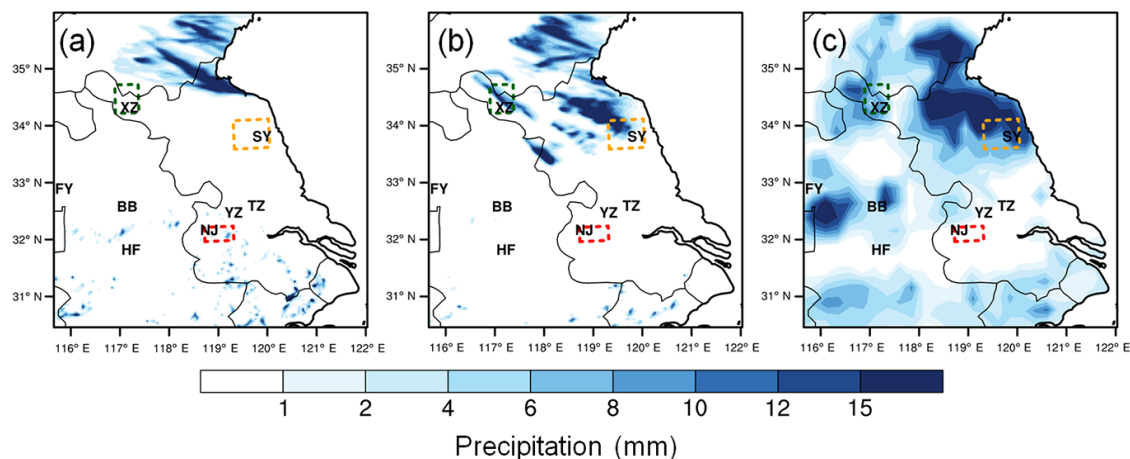 (a) (b) (c)
35° N 35° N 35° N
XZ XZ XZ
34° N 34° N 34° N
SY SY SY
33° N 33° N 33° N
FY FY FY
BB YZ TZ BB YZ TZ BB YZ TZ
32° N NJ 32° N NJ 32° N NJ
HF HF HF
31° N 31° N 31° N
116° E 117° E 118° E 119° E 120° E 121° E 122° E 116° E 117° E 118° E 119° E 120° E 121° E 122° E 116° E 117° E 118° E 119° E 120° E 121° E 122° E
1 2 4 6 8 10 12 15
Precipitation (mm)